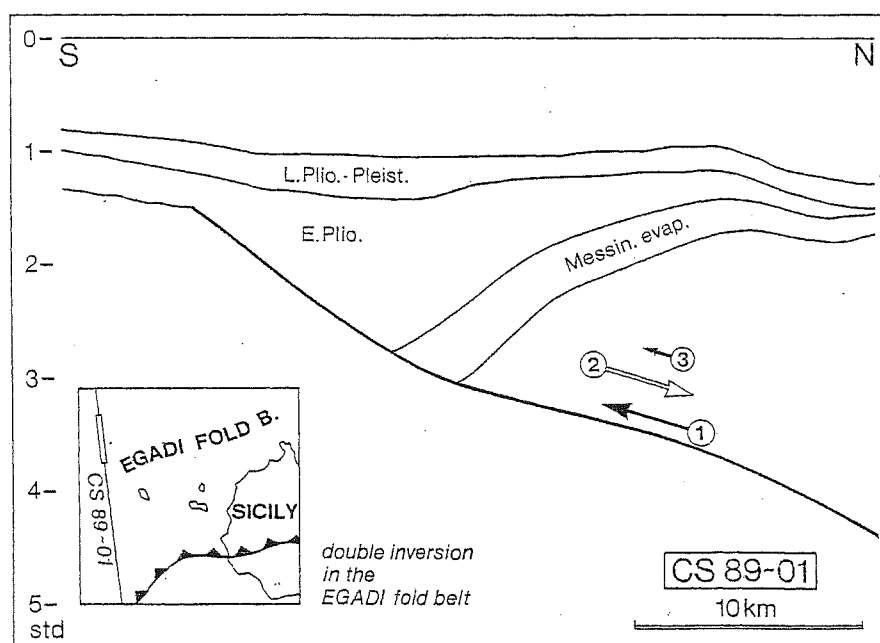 0-
S
N
1-
L.Plio.-Pleist.
E.Plio.
Messin. evap.
2-
3-
2
3
1
4-
5-
std
EGADI FOLD B.
CS 89-01
SICILY
double inversion
in the
EGADI fold belt
CS 89-01
10km